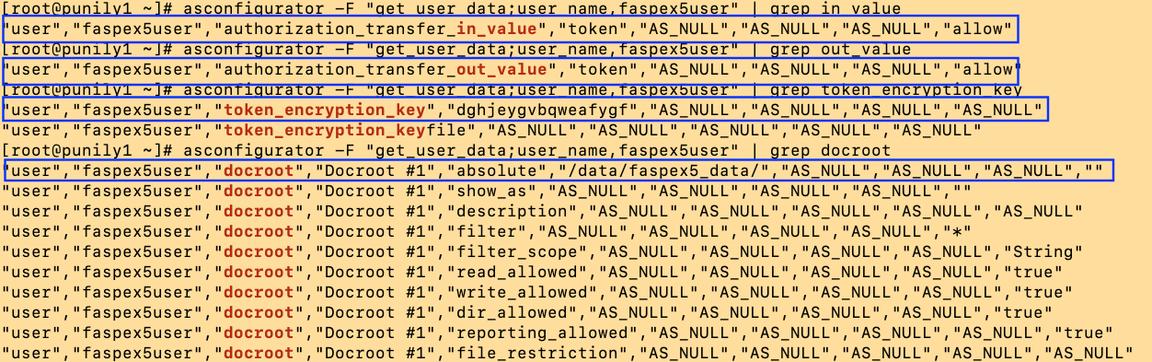 [root@punily1 ~]# asconfigurator -F "get_user_data;user_name,faspex5user" | grep in_value
"user","faspex5user","authorization_transfer_in_value","token","AS_NULL","AS_NULL","AS_NULL","allow"
[root@punily1 ~]# asconfigurator -F "get_user_data;user_name,faspex5user" | grep out_value
"user","faspex5user","authorization_transfer_out_value","token","AS_NULL","AS_NULL","AS_NULL","allow"
[root@punily1 ~]# asconfigurator -F "get_user_data;user_name,faspex5user" | grep token_encryption_key
"user","faspex5user","token_encryption_key","dghjeygvbqweafygf","AS_NULL","AS_NULL","AS_NULL","AS_NULL"
"user","faspex5user","token_encryption_keyfile","AS_NULL","AS_NULL","AS_NULL","AS_NULL","AS_NULL"
[root@punily1 ~]# asconfigurator -F "get_user_data;user_name,faspex5user" | grep docroot
"user","faspex5user","docroot","Docroot #1","absolute","/data/faspex5_data/","AS_NULL","AS_NULL","AS_NULL",""
"user","faspex5user","docroot","Docroot #1","show_as","AS_NULL","AS_NULL","AS_NULL","AS_NULL",""
"user","faspex5user","docroot","Docroot #1","description","AS_NULL","AS_NULL","AS_NULL","AS_NULL","AS_NULL"
"user","faspex5user","docroot","Docroot #1","filter","AS_NULL","AS_NULL","AS_NULL","AS_NULL","*"
"user","faspex5user","docroot","Docroot #1","filter_scope","AS_NULL","AS_NULL","AS_NULL","AS_NULL","String"
"user","faspex5user","docroot","Docroot #1","read_allowed","AS_NULL","AS_NULL","AS_NULL","AS_NULL","true"
"user","faspex5user","docroot","Docroot #1","write_allowed","AS_NULL","AS_NULL","AS_NULL","AS_NULL","true"
"user","faspex5user","docroot","Docroot #1","dir_allowed","AS_NULL","AS_NULL","AS_NULL","AS_NULL","true"
"user","faspex5user","docroot","Docroot #1","reporting_allowed","AS_NULL","AS_NULL","AS_NULL","AS_NULL","true"
"user","faspex5user","docroot","Docroot #1","file_restriction","AS_NULL","AS_NULL","AS_NULL","AS_NULL","AS_NULL"